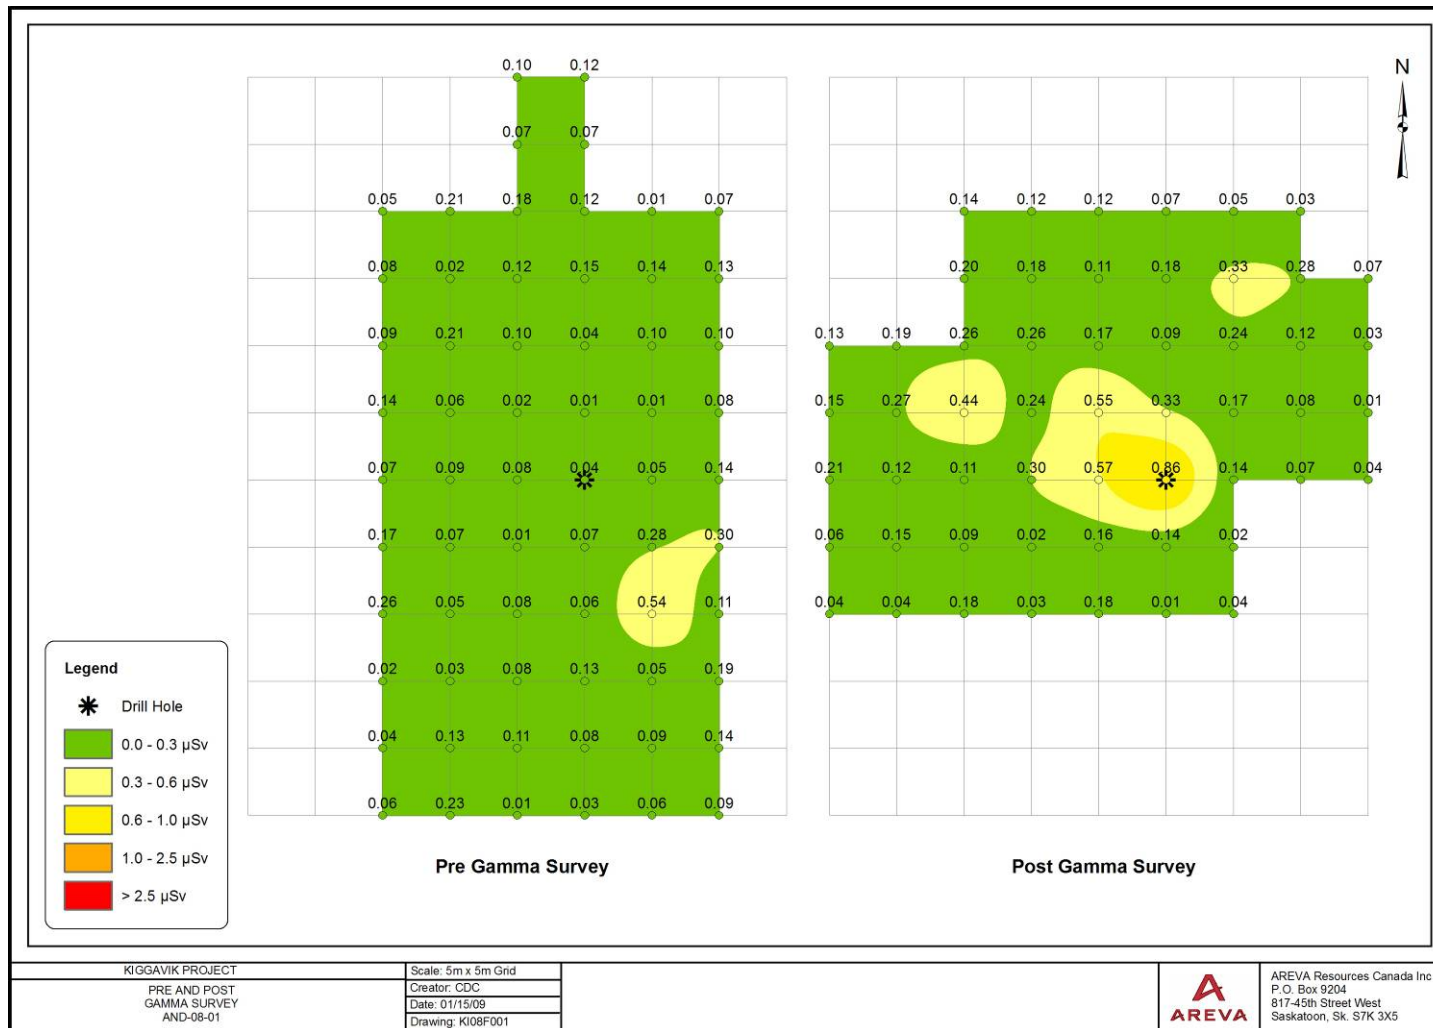 N
0.10 0.12
0.07 0.07
0.05 0.21 0.18 0.12 0.01 0.07
0.08 0.02 0.12 0.15 0.14 0.13
0.09 0.21 0.10 0.04 0.10 0.10
0.14 0.06 0.02 0.01 0.01 0.08
0.07 0.09 0.08 0.04 0.05 0.14
0.17 0.07 0.01 0.07 0.28 0.30
0.26 0.05 0.08 0.06 0.54 0.11
0.02 0.03 0.08 0.13 0.05 0.19
0.04 0.13 0.11 0.08 0.09 0.14
0.06 0.23 0.01 0.03 0.06 0.09
Pre Gamma Survey
0.14 0.12 0.12 0.07 0.05 0.03
0.20 0.18 0.11 0.18 0.33 0.28 0.07
0.13 0.19 0.26 0.26 0.17 0.09 0.24 0.12 0.03
0.15 0.27 0.44 0.24 0.55 0.33 0.17 0.08 0.01
0.21 0.12 0.11 0.30 0.57 0.86 0.14 0.07 0.04
0.06 0.15 0.09 0.02 0.16 0.14 0.02
0.04 0.04 0.18 0.03 0.18 0.01 0.04
Post Gamma Survey
Legend
Drill Hole
0.0 - 0.3 µSv
0.3 - 0.6 µSv
0.6 - 1.0 µSv
1.0 - 2.5 µSv
> 2.5 µSv
KIGGAVIK PROJECT
PRE AND POST
GAMMA SURVEY
AND-08-01
Scale: 5m x 5m Grid
Creator: CDC
Date: 01/15/09
Drawing: KI08F001
AREVA
AREVA Resources Canada Inc
P.O. Box 9204
817-45th Street West
Saskatoon, Sk. S7K 3X5